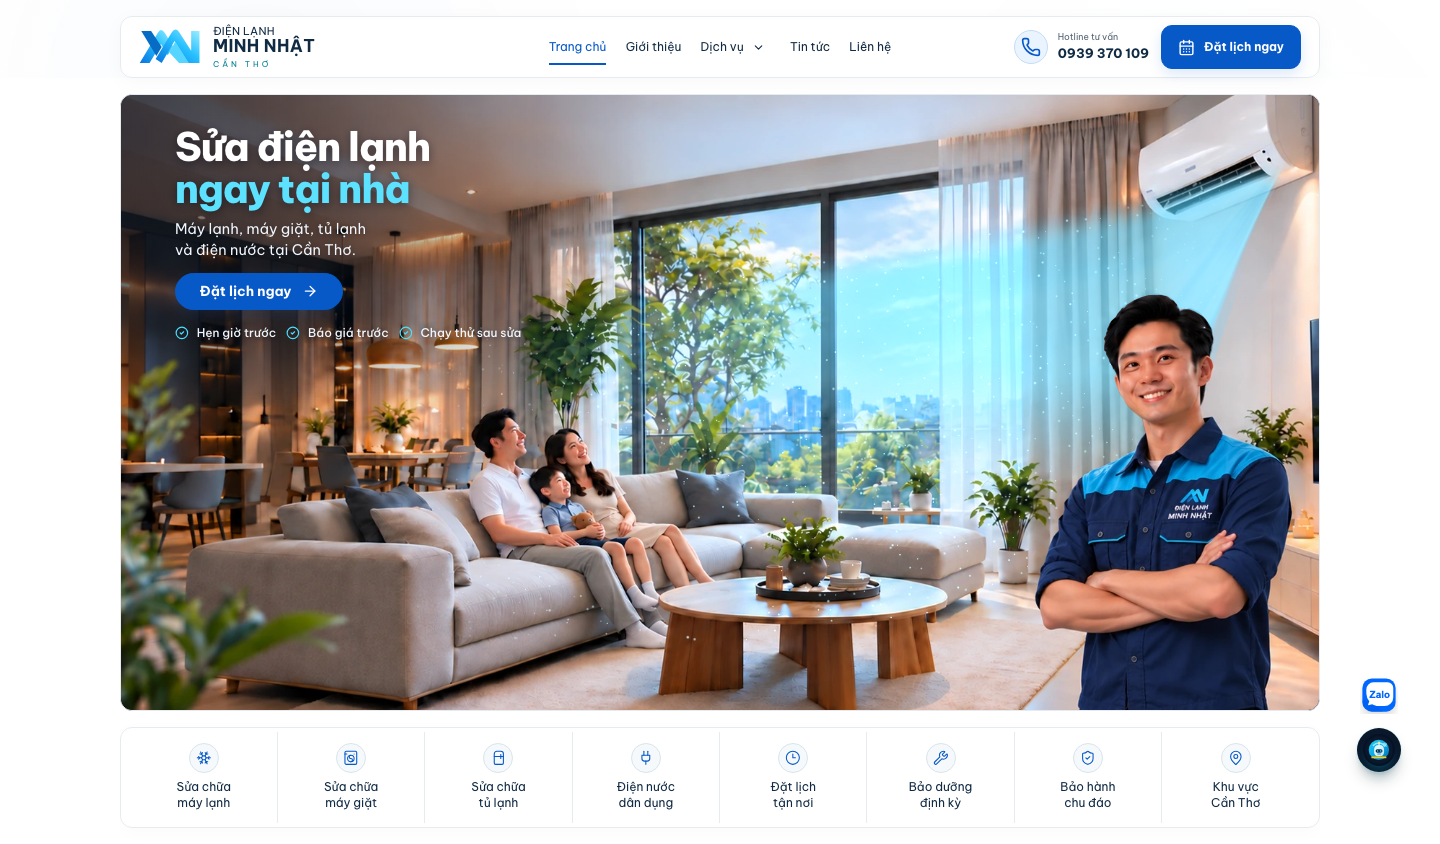 ĐIỆN LẠNH
MINH NHẬT
CẦN THƠ
Trang chủ
Giới thiệu
Dịch vụ
Tin tức
Liên hệ
Hotline tư vấn
0939 370 109
Đặt lịch ngay
Sửa điện lạnh
ngay tại nhà
Máy lạnh, máy giặt, tủ lạnh
và điện nước tại Cần Thơ.
Đặt lịch ngay
Hẹn giờ trước
Báo giá trước
Chạy thử sau sửa
ĐIỆN LẠNH
MINH NHẬT
Zalo
Sửa chữa
máy lạnh
Sửa chữa
máy giặt
Sửa chữa
tủ lạnh
Điện nước
dân dụng
Đặt lịch
tận nơi
Bảo dưỡng
định kỳ
Bảo hành
chu đáo
Khu vực
Cần Thơ